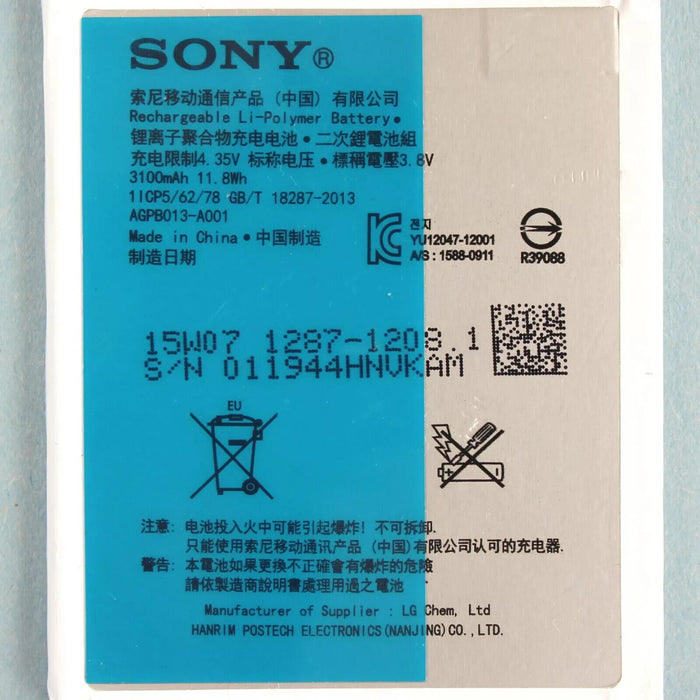 SONY®
索尼移动通信产品（中国）有限公司
Rechargeable Li-Polymer Battery•
锂离子聚合物充电电池•二次鋰電池組
充电限制4.35V 标称电压•標稱電壓3.8V
3100mAh 11.8Wh
1ICP5/62/78 GB/T 18287-2013
AGPB013-A001
Made in China•中国制造
制造日期
전지
YU12047-12001
A/S : 1588-0911
R39088
15W07 1287-1208.1
S/N 011944HNVKAM
EU
注意: 电池投入火中可能引起爆炸! 不可拆卸.
只能使用索尼移动通讯产品 (中国)有限公司认可的充电器.
警告: 本電池如果更換不正確會有爆炸的危險
請依製造商說明書處理用過之電池
Manufacturer of Supplier : LG Chem, Ltd
HANRIM POSTECH ELECTRONICS(NANJING)CO.,LTD.